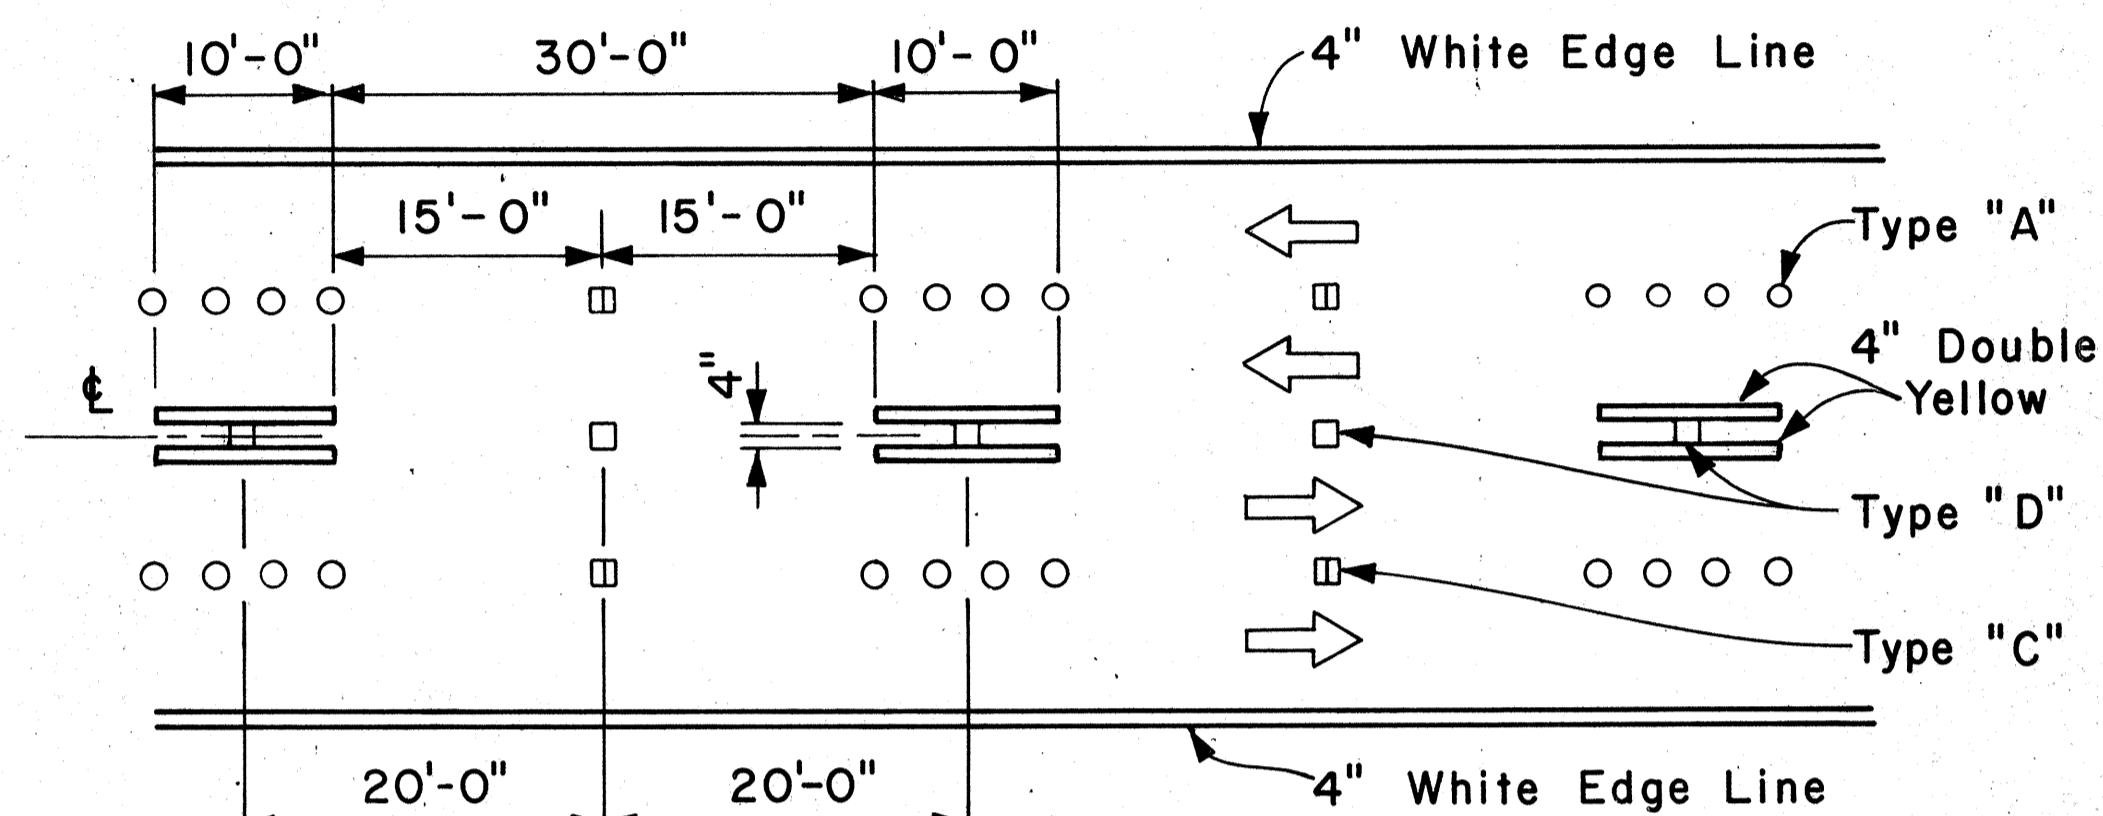 10'-0" 30'-0" 10'-0" 4" White Edge Line
15'-0" 15'-0" Type "A"
4" Double
Yellow
℄ 4"
Type "D"
Type "C"
20'-0" 20'-0" 4" White Edge Line